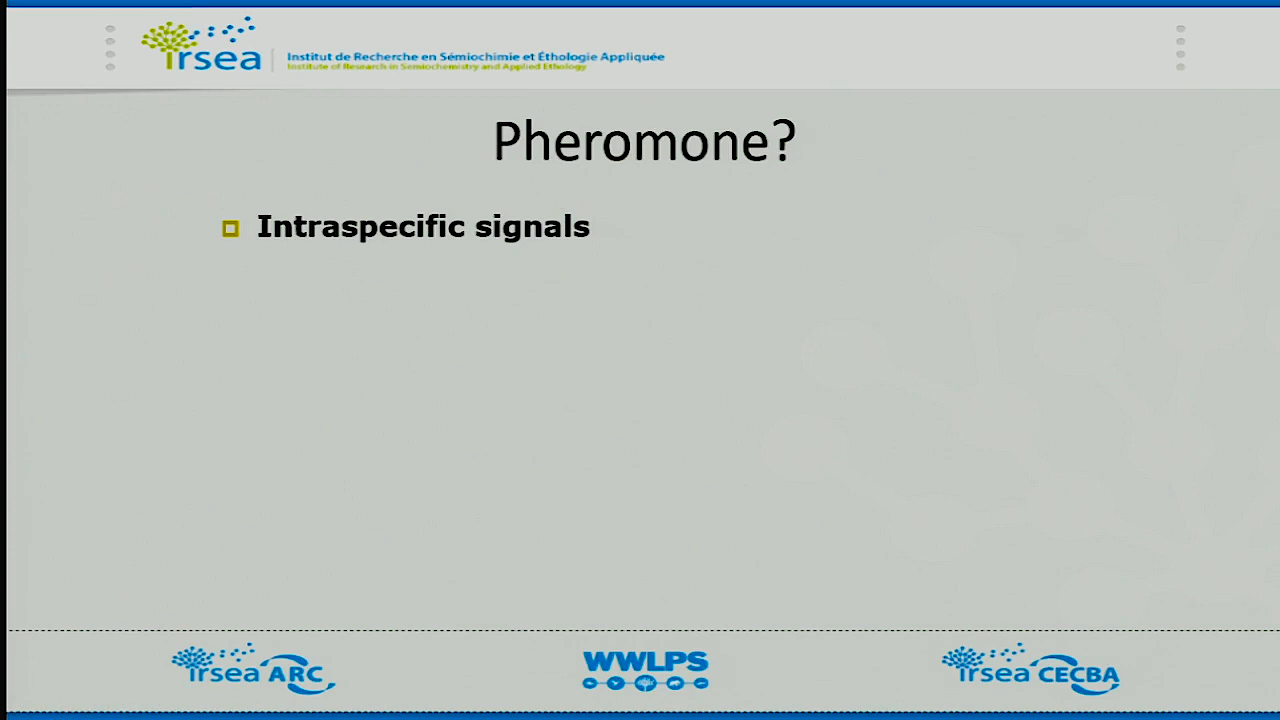 irsea
Institut de Recherche en Sémiochimie et Éthologie Appliquée
Institute of Research in Semiochemistry and Applied Ethology
Pheromone?
Intraspecific signals
irsea ARC
WWLPS
irsea CECBA